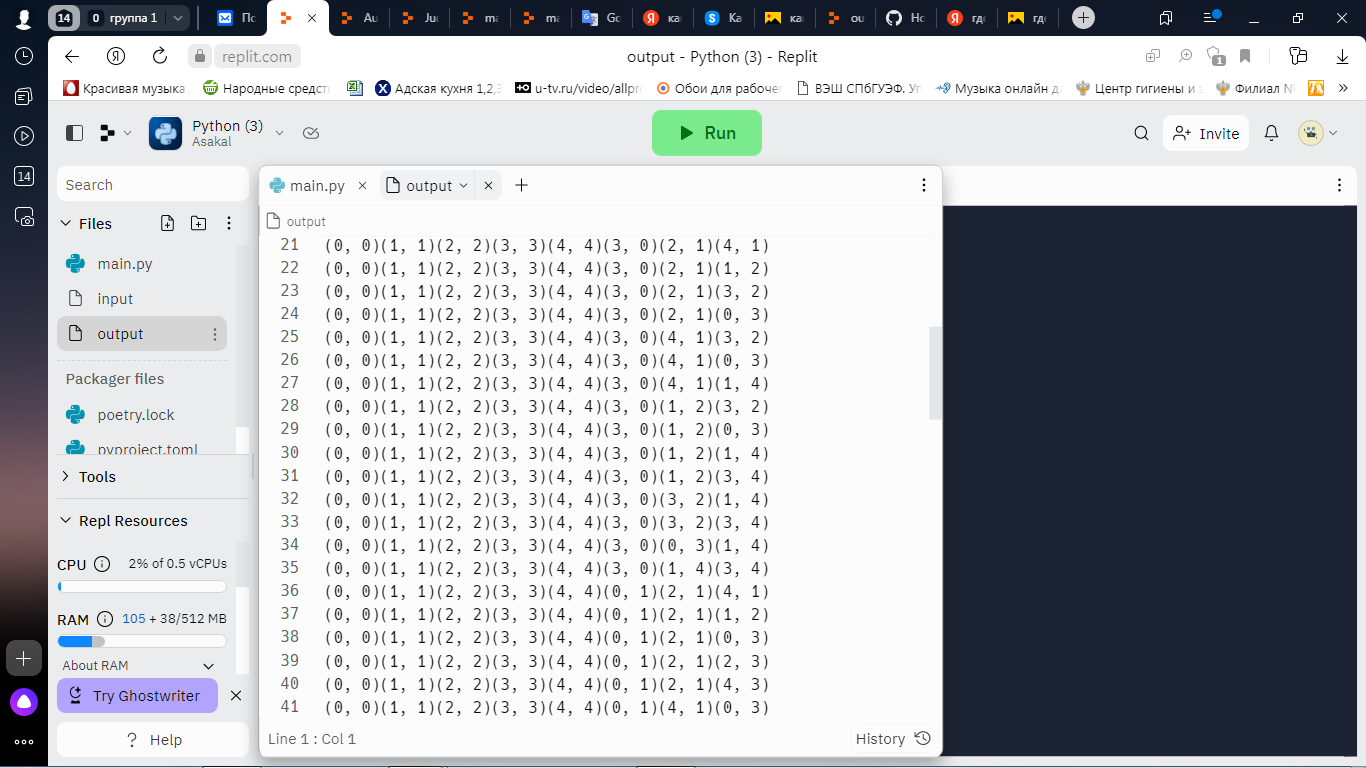 14 0 группа 1 По Au Juc ma ma Go ка Ка ка ou Нс где где
replit.com output - Python (3) - Replit 1
Красивая музыка Народные средст Адская кухня 1,2,3 u-tv.ru/video/allpr Обои для рабочег ВЭШ СПбГУЭФ. Уп Музыка онлайн д Центр гигиены и Филиал № »
Python (3)
Asakal
Run
Invite
14
Search
Files
main.py
input
output
Packager files
poetry.lock
pyproject.toml
Tools
Repl Resources
CPU 2% of 0.5 vCPUs
RAM 105 + 38/512 MB
About RAM
Try Ghostwriter
? Help
main.py output
output
21 (0, 0)(1, 1)(2, 2)(3, 3)(4, 4)(3, 0)(2, 1)(4, 1)
22 (0, 0)(1, 1)(2, 2)(3, 3)(4, 4)(3, 0)(2, 1)(1, 2)
23 (0, 0)(1, 1)(2, 2)(3, 3)(4, 4)(3, 0)(2, 1)(3, 2)
24 (0, 0)(1, 1)(2, 2)(3, 3)(4, 4)(3, 0)(2, 1)(0, 3)
25 (0, 0)(1, 1)(2, 2)(3, 3)(4, 4)(3, 0)(4, 1)(3, 2)
26 (0, 0)(1, 1)(2, 2)(3, 3)(4, 4)(3, 0)(4, 1)(0, 3)
27 (0, 0)(1, 1)(2, 2)(3, 3)(4, 4)(3, 0)(4, 1)(1, 4)
28 (0, 0)(1, 1)(2, 2)(3, 3)(4, 4)(3, 0)(1, 2)(3, 2)
29 (0, 0)(1, 1)(2, 2)(3, 3)(4, 4)(3, 0)(1, 2)(0, 3)
30 (0, 0)(1, 1)(2, 2)(3, 3)(4, 4)(3, 0)(1, 2)(1, 4)
31 (0, 0)(1, 1)(2, 2)(3, 3)(4, 4)(3, 0)(1, 2)(3, 4)
32 (0, 0)(1, 1)(2, 2)(3, 3)(4, 4)(3, 0)(3, 2)(1, 4)
33 (0, 0)(1, 1)(2, 2)(3, 3)(4, 4)(3, 0)(3, 2)(3, 4)
34 (0, 0)(1, 1)(2, 2)(3, 3)(4, 4)(3, 0)(0, 3)(1, 4)
35 (0, 0)(1, 1)(2, 2)(3, 3)(4, 4)(3, 0)(1, 4)(3, 4)
36 (0, 0)(1, 1)(2, 2)(3, 3)(4, 4)(0, 1)(2, 1)(4, 1)
37 (0, 0)(1, 1)(2, 2)(3, 3)(4, 4)(0, 1)(2, 1)(1, 2)
38 (0, 0)(1, 1)(2, 2)(3, 3)(4, 4)(0, 1)(2, 1)(0, 3)
39 (0, 0)(1, 1)(2, 2)(3, 3)(4, 4)(0, 1)(2, 1)(2, 3)
40 (0, 0)(1, 1)(2, 2)(3, 3)(4, 4)(0, 1)(2, 1)(4, 3)
41 (0, 0)(1, 1)(2, 2)(3, 3)(4, 4)(0, 1)(4, 1)(0, 3)
Line 1 : Col 1 History